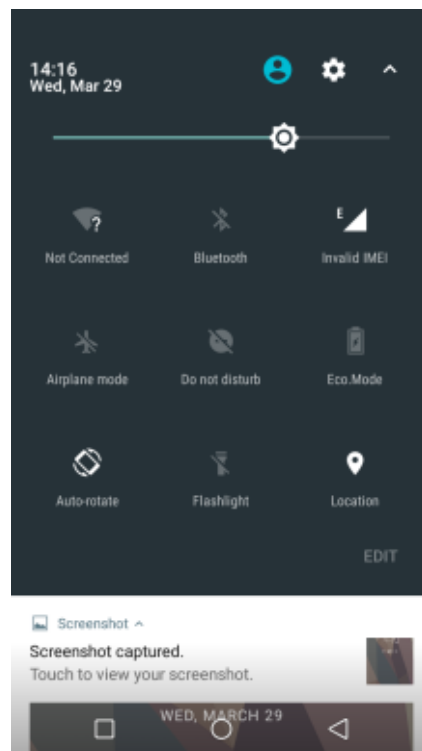 14:16
Wed, Mar 29
?
Not Connected
Bluetooth
E
Invalid IMEI
Airplane mode
Do not disturb
Eco.Mode
Auto-rotate
Flashlight
Location
EDIT
Screenshot
Screenshot captured.
Touch to view your screenshot.
WED, MARCH 29